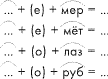 ... + (е) + мер = ...
... + (е) + мёт = ...
... + (о) + лаз = ...
... + (о) + руб = ...